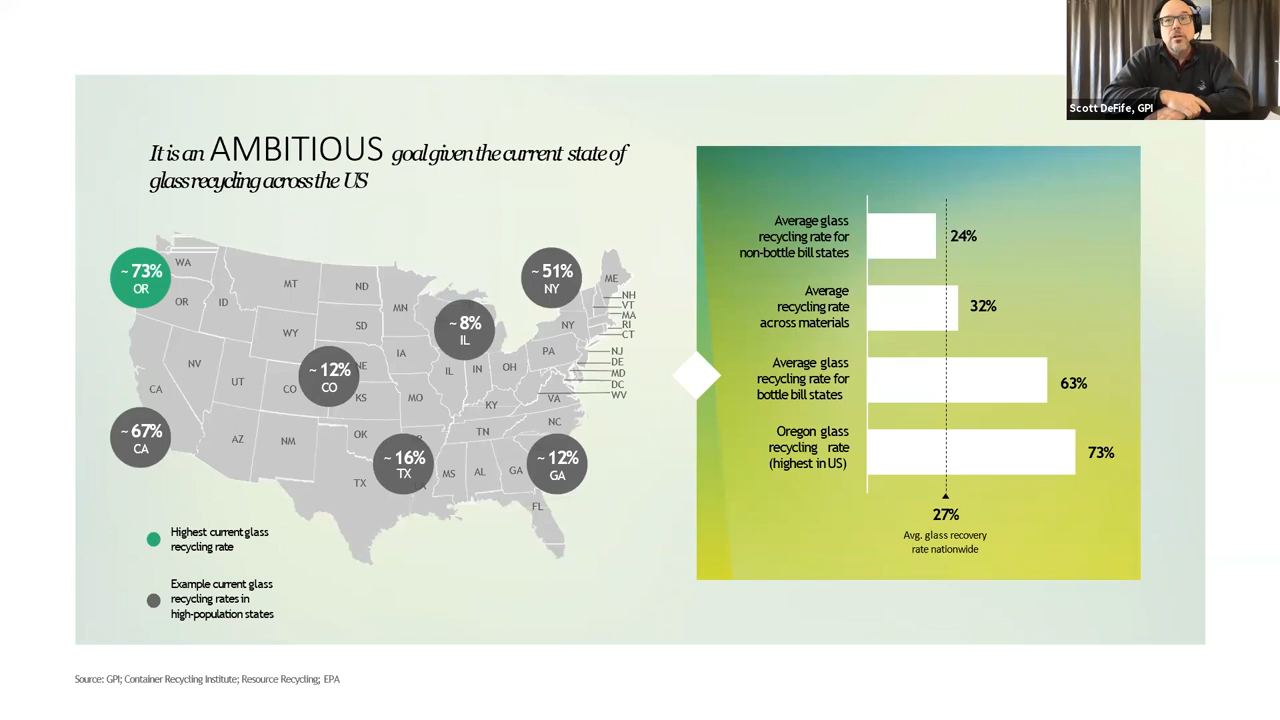 Scott DeFife, GPI
It is an AMBITIOUS goal given the current state of
glass recycling across the US
~ 73%
OR
~ 51%
NY
~ 8%
IL
~ 12%
CO
~ 67%
CA
~ 16%
TX
~ 12%
GA
WA
MT
ND
MN
ME
OR
ID
SD
WY
NY
NH
VT
MA
RI
CT
NV
UT
CO
NE
IA
IL
IN
OH
PA
NJ
DE
MD
DC
WV
CA
KS
MO
KY
VA
AZ
NM
OK
TN
NC
TX
MS
AL
GA
LA
FL
Highest current glass
recycling rate
Example current glass
recycling rates in
high-population states
Average glass
recycling rate for
non-bottle bill states
24%
Average
recycling rate
across materials
32%
Average glass
recycling rate for
bottle bill states
63%
Oregon glass
recycling rate
(highest in US)
73%
27%
Avg. glass recovery
rate nationwide
Source: GPI; Container Recycling Institute; Resource Recycling; EPA